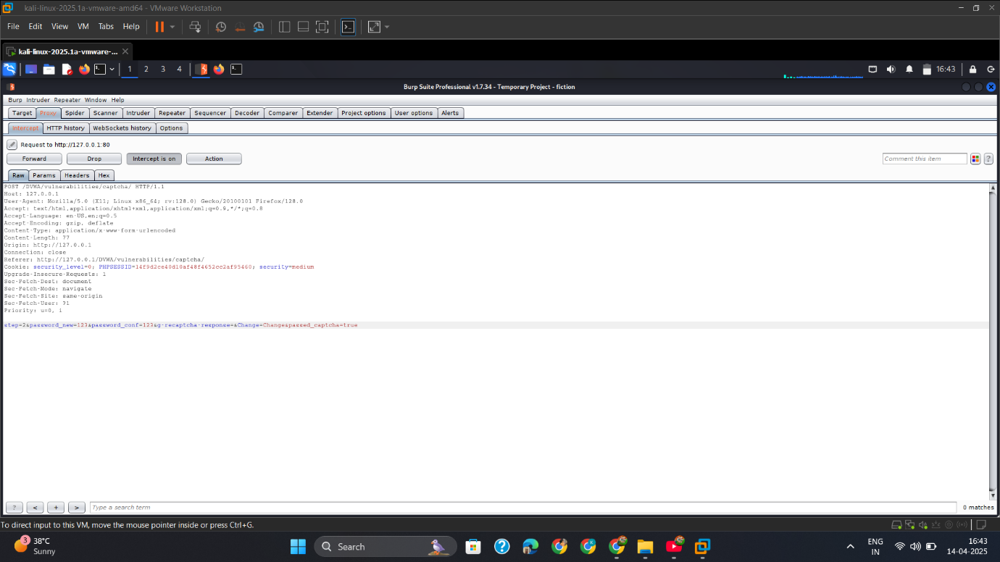 kali-linux-2025.1a-vmware-amd64 - VMware Workstation
File Edit View VM Tabs Help
kali-linux-2025.1a-vmware-...
1 2 3 4 16:43
Burp Suite Professional v1.7.34 - Temporary Project - fiction
Burp Intruder Repeater Window Help
Target Proxy Spider Scanner Intruder Repeater Sequencer Decoder Comparer Extender Project options User options Alerts
Intercept HTTP history WebSockets history Options
Request to http://127.0.0.1:80
Forward Drop Intercept is on Action Comment this item ?
Raw Params Headers Hex
POST /DVWA/vulnerabilities/captcha/ HTTP/1.1
Host: 127.0.0.1
User-Agent: Mozilla/5.0 (X11; Linux x86_64; rv:128.0) Gecko/20100101 Firefox/128.0
Accept: text/html,application/xhtml+xml,application/xml;q=0.9,*/*;q=0.8
Accept-Language: en-US,en;q=0.5
Accept-Encoding: gzip, deflate
Content-Type: application/x-www-form-urlencoded
Content-Length: 77
Origin: http://127.0.0.1
Connection: close
Referer: http://127.0.0.1/DVWA/vulnerabilities/captcha/
Cookie: security_level=0; PHPSESSID=14f9d2ce40d10af48f4652cc2af95460; security=medium
Upgrade-Insecure-Requests: 1
Sec-Fetch-Dest: document
Sec-Fetch-Mode: navigate
Sec-Fetch-Site: same-origin
Sec-Fetch-User: ?1
Priority: u=0, i
step=2&password_new=123&password_conf=123&g-recaptcha-response=&Change=Change&passed_captcha=true
? < + > Type a search term 0 matches
To direct input to this VM, move the mouse pointer inside or press Ctrl+G.
3 38°C
Sunny
Search
ENG
IN
16:43
14-04-2025